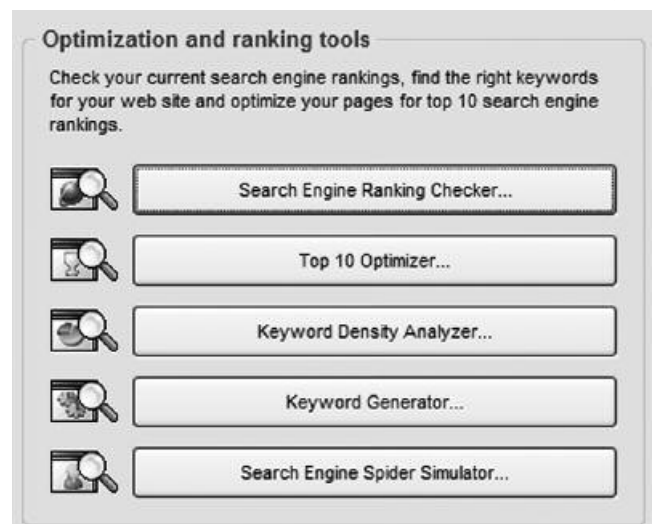 Optimization and ranking tools
Check your current search engine rankings, find the right keywords
for your web site and optimize your pages for top 10 search engine
rankings.
Search Engine Ranking Checker...
Top 10 Optimizer...
Keyword Density Analyzer...
Keyword Generator...
Search Engine Spider Simulator...